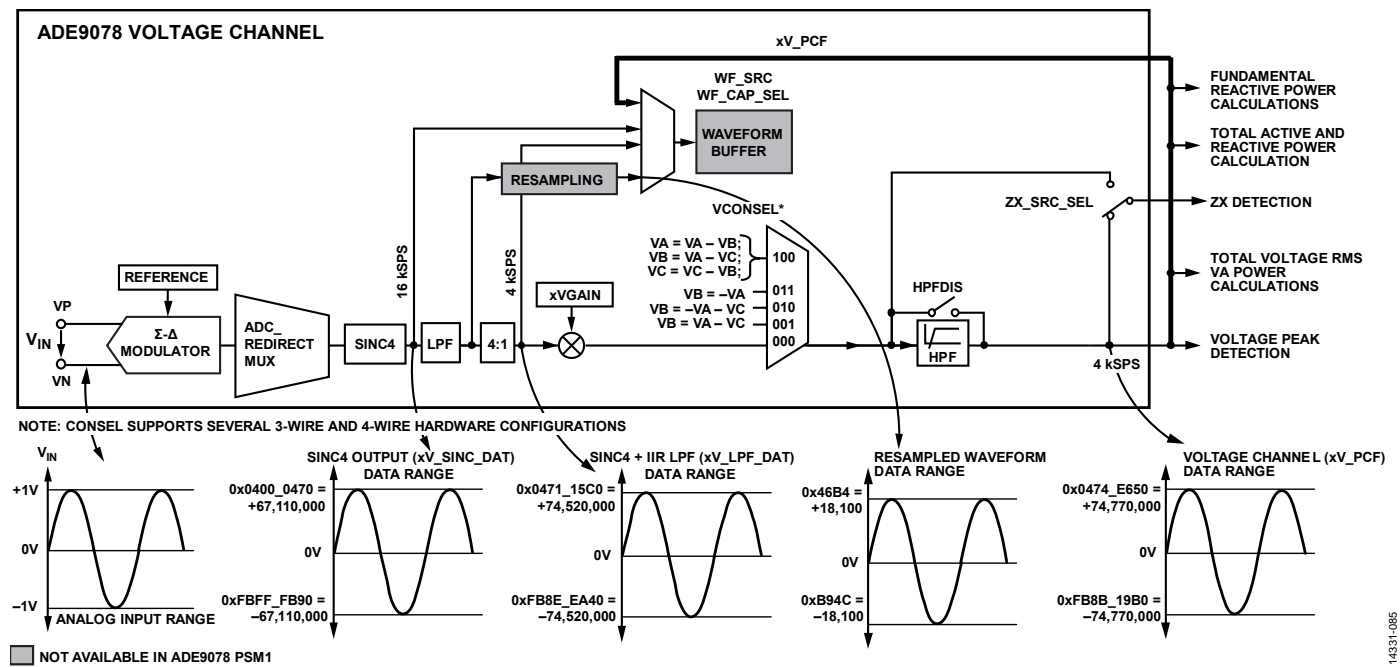 ADE9078 VOLTAGE CHANNEL
xV_PCF
WF_SRC
WF_CAP_SEL
WAVEFORM
BUFFER
RESAMPLING
FUNDAMENTAL
REACTIVE POWER
CALCULATIONS
TOTAL ACTIVE AND
REACTIVE POWER
CALCULATION
ZX_SRC_SEL
ZX DETECTION
VCONSEL*
16 kSPS
4 kSPS
VA = VA – VB;
VB = VA – VC;
VC = VC – VB;
100
VB = –VA
011
VB = –VA – VC
010
VB = VA – VC
001
000
TOTAL VOLTAGE RMS
VA POWER
CALCULATIONS
REFERENCE
xVGAIN
HPFDIS
VP
VIN
VN
Σ-Δ
MODULATOR
ADC_
REDIRECT
MUX
SINC4
LPF
4:1
HPF
4 kSPS
VOLTAGE PEAK
DETECTION
NOTE: CONSEL SUPPORTS SEVERAL 3-WIRE AND 4-WIRE HARDWARE CONFIGURATIONS
VIN
+1V
0V
–1V
ANALOG INPUT RANGE
SINC4 OUTPUT (xV_SINC_DAT)
DATA RANGE
0x0400_0470 =
+67,110,000
0V
0xFBFF_FB90 =
–67,110,000
SINC4 + IIR LPF (xV_LPF_DAT)
DATA RANGE
0x0471_15C0 =
+74,520,000
0V
0xFB8E_EA40 =
–74,520,000
RESAMPLED WAVEFORM
DATA RANGE
0x46B4 =
+18,100
0V
0xB94C =
–18,100
VOLTAGE CHANNEL (xV_PCF)
DATA RANGE
0x0474_E650 =
+74,770,000
0V
0xFB8B_19B0 =
–74,770,000
NOT AVAILABLE IN ADE9078 PSM1
14331-085